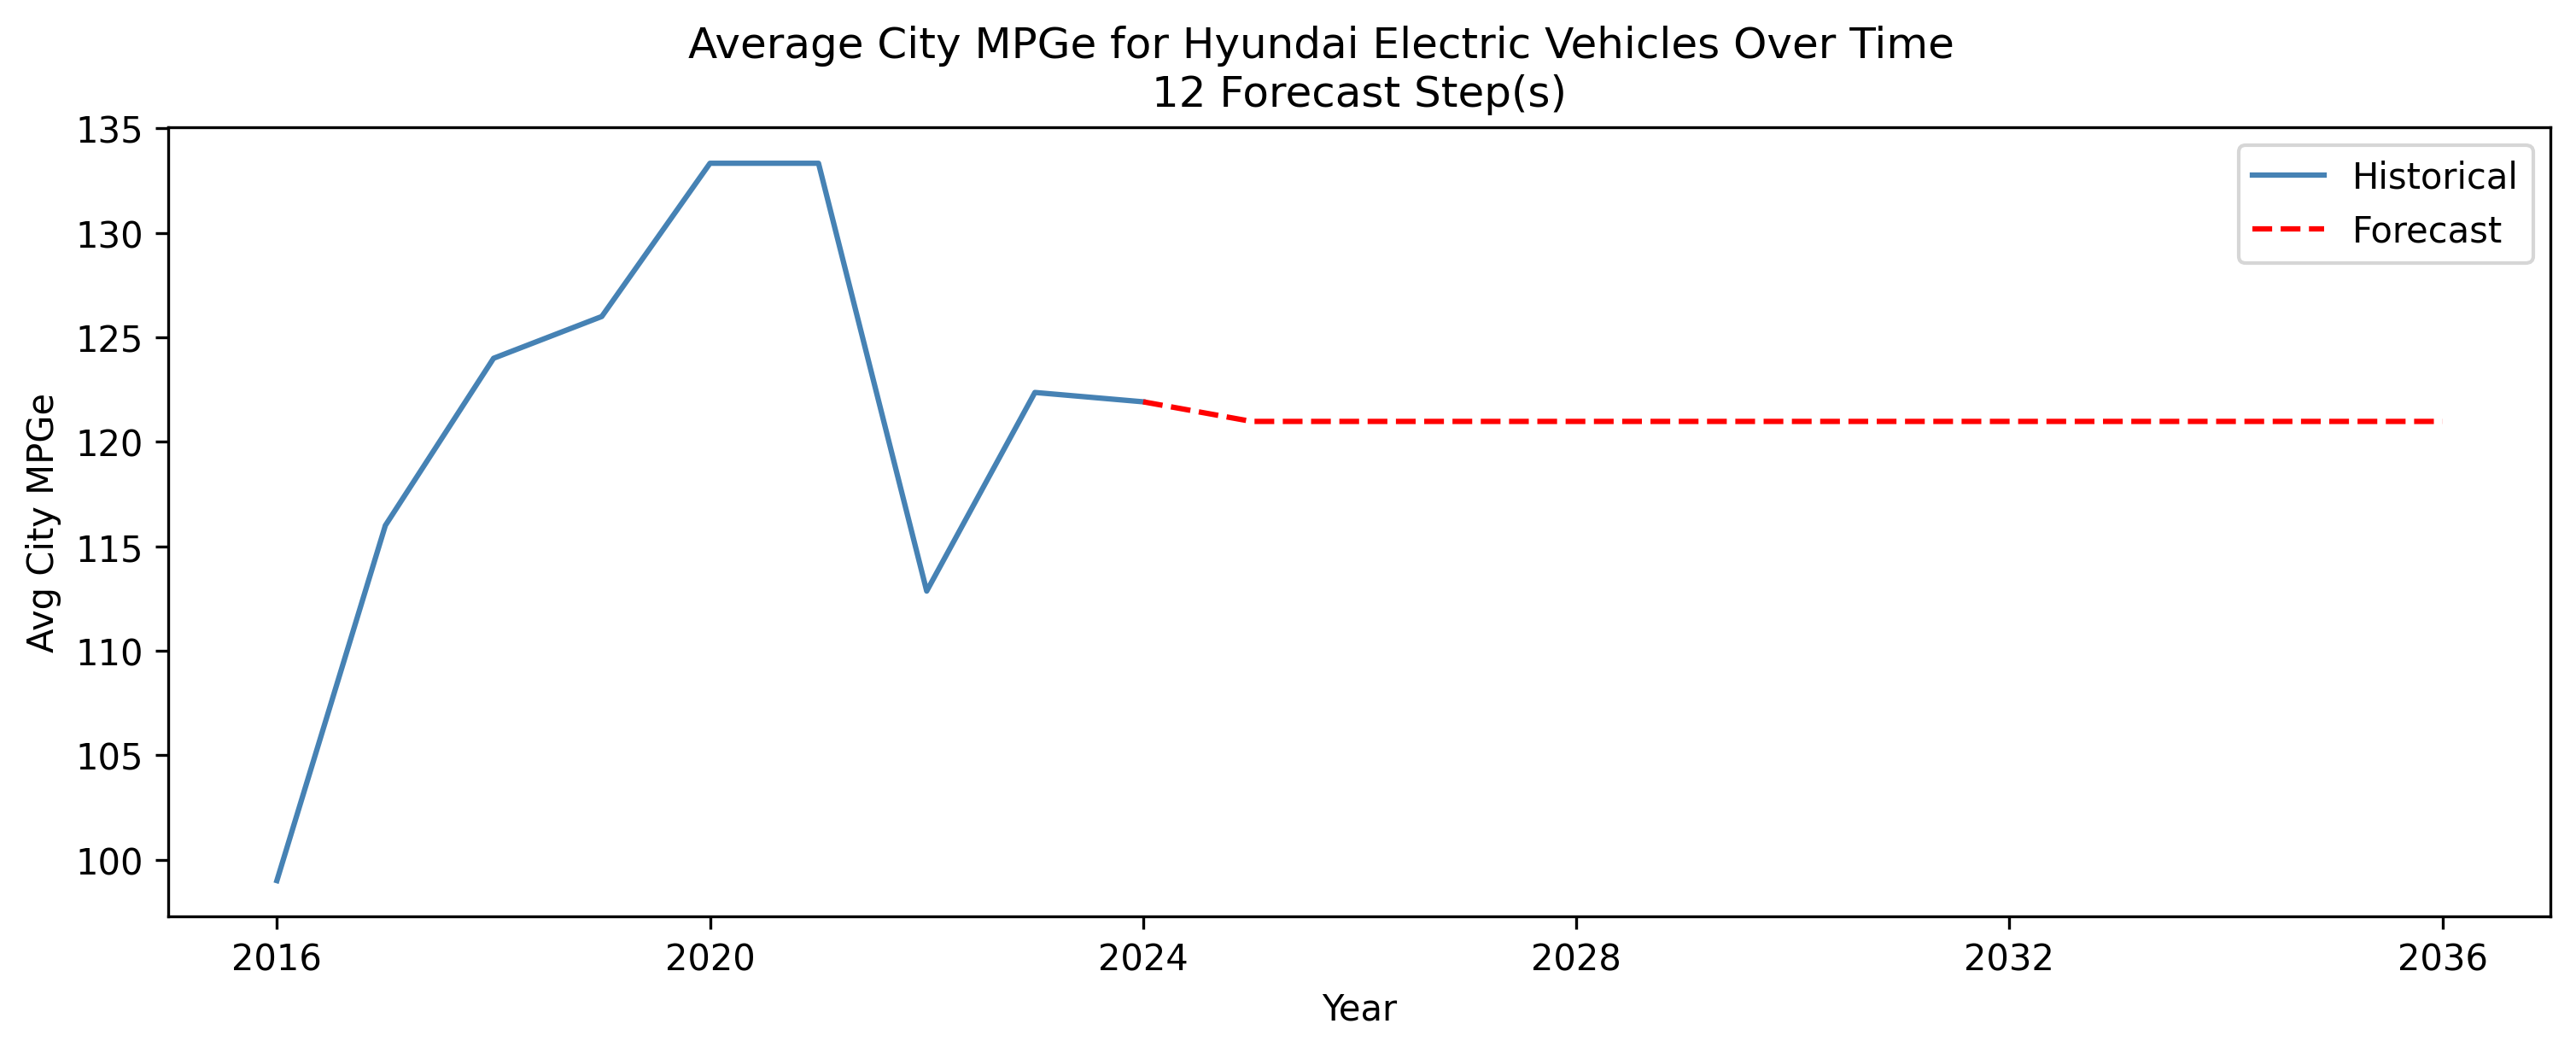 Average City MPGe for Hyundai Electric Vehicles Over Time
12 Forecast Step(s)
135
130
125
120
115
110
105
100
Avg City MPGe
Historical
Forecast
2016
2020
2024
2028
2032
2036
Year